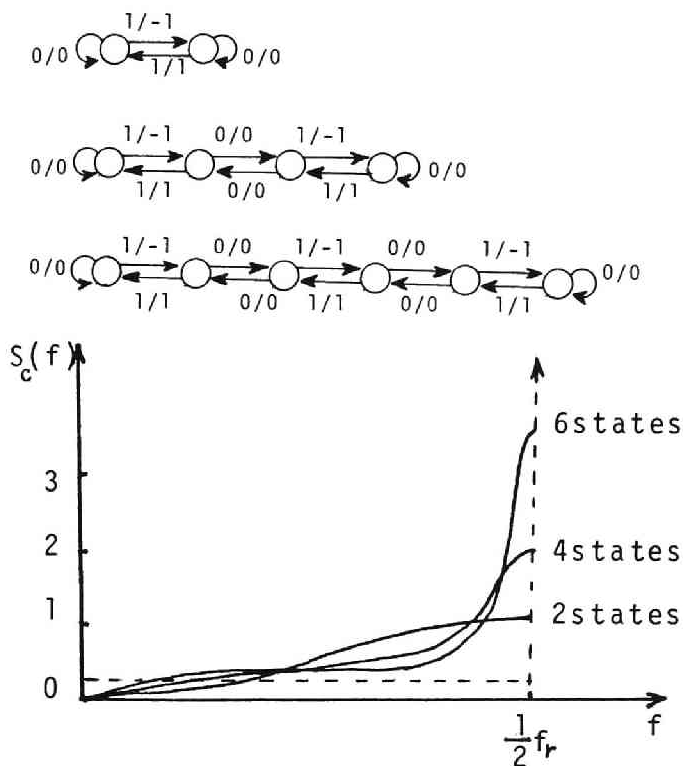 1/-1
0/0 1/1 0/0
1/-1 0/0 1/-1
0/0 0/0
1/1 0/0 1/1
1/-1 0/0 1/-1 0/0 1/-1
0/0 0/0
1/1 0/0 1/1 0/0 1/1
Sc(f)
6states
3
2
4states
1
2states
0
f
1/2 fr